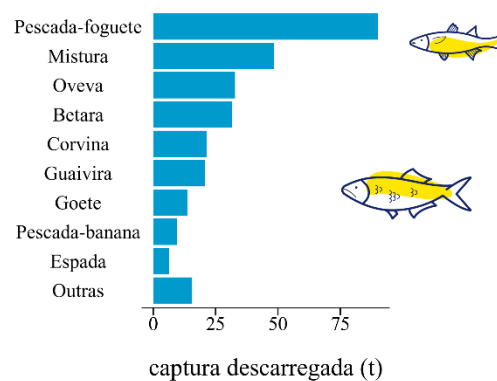 Pescada-foguete
Mistura
Oveva
Betara
Corvina
Guaivira
Goete
Pescada-banana
Espada
Outras
0 25 50 75
captura descarregada (t)